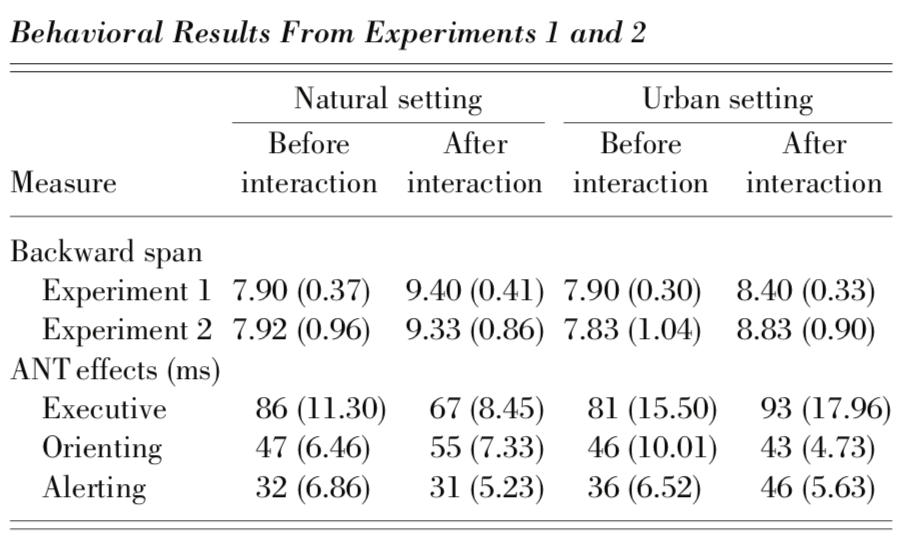 Behavioral Results From Experiments 1 and 2
Natural setting Urban setting
Before After Before After
Measure interaction interaction interaction interaction
Backward span
Experiment 1 7.90 (0.37) 9.40 (0.41) 7.90 (0.30) 8.40 (0.33)
Experiment 2 7.92 (0.96) 9.33 (0.86) 7.83 (1.04) 8.83 (0.90)
ANT effects (ms)
Executive 86 (11.30) 67 (8.45) 81 (15.50) 93 (17.96)
Orienting 47 (6.46) 55 (7.33) 46 (10.01) 43 (4.73)
Alerting 32 (6.86) 31 (5.23) 36 (6.52) 46 (5.63)